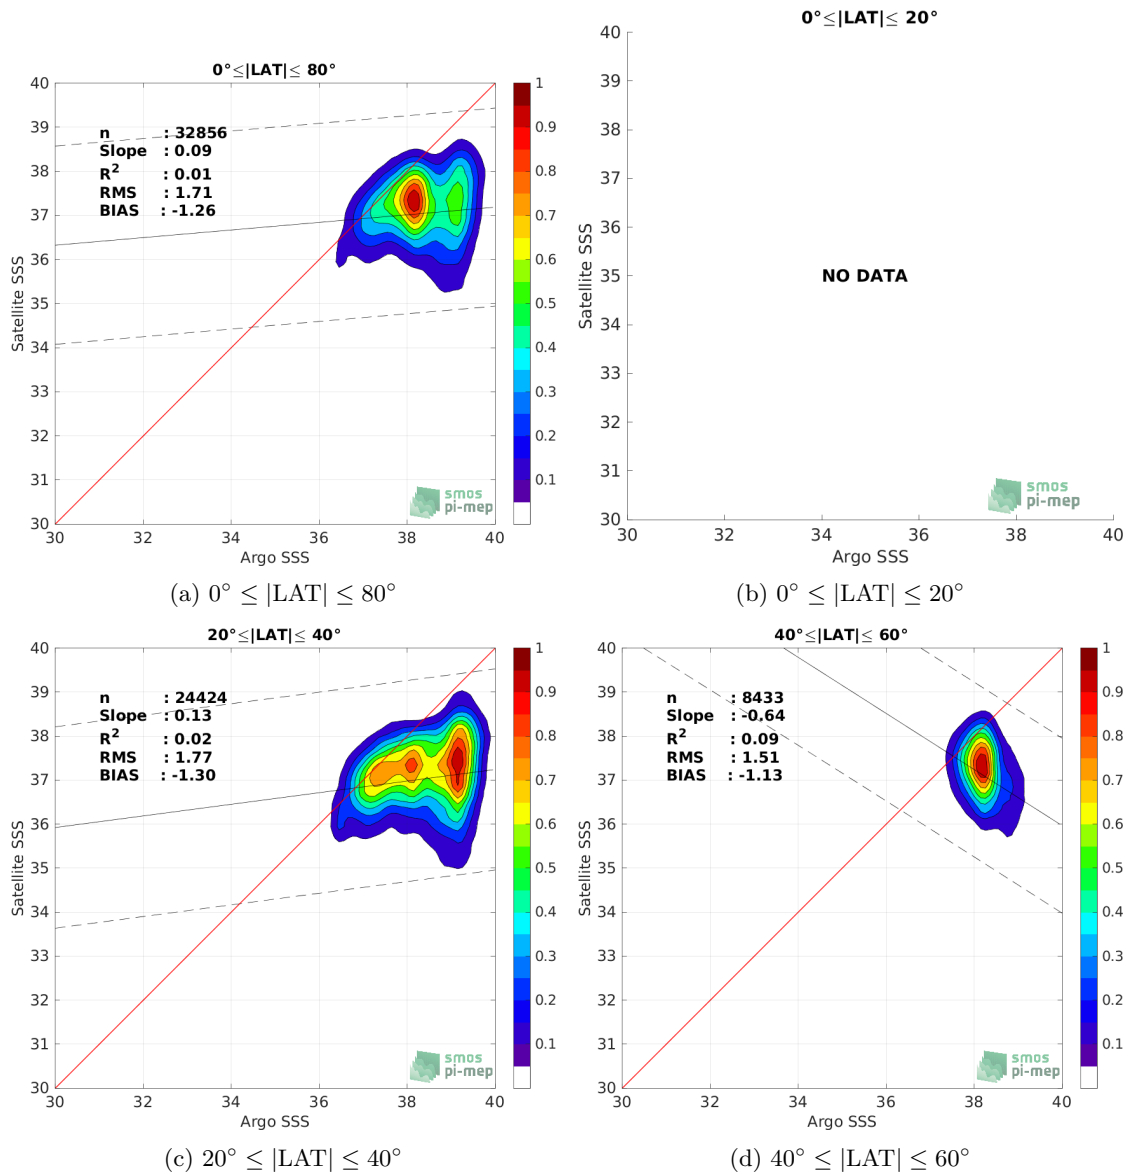 0°≤|LAT|≤ 80°
n : 32856
Slope : 0.09
R² : 0.01
RMS : 1.71
BIAS : -1.26
Satellite SSS
40
39
38
37
36
35
34
33
32
31
30
30 32 34 36 38 40
Argo SSS
1
0.9
0.8
0.7
0.6
0.5
0.4
0.3
0.2
0.1
smos
pi-mep
(a) 0° ≤ |LAT| ≤ 80°
0°≤|LAT|≤ 20°
NO DATA
Satellite SSS
40
39
38
37
36
35
34
33
32
31
30
30 32 34 36 38 40
Argo SSS
smos
pi-mep
(b) 0° ≤ |LAT| ≤ 20°
20°≤|LAT|≤ 40°
n : 24424
Slope : 0.13
R² : 0.02
RMS : 1.77
BIAS : -1.30
Satellite SSS
40
39
38
37
36
35
34
33
32
31
30
30 32 34 36 38 40
Argo SSS
1
0.9
0.8
0.7
0.6
0.5
0.4
0.3
0.2
0.1
smos
pi-mep
(c) 20° ≤ |LAT| ≤ 40°
40°≤|LAT|≤ 60°
n : 8433
Slope : -0.64
R² : 0.09
RMS : 1.51
BIAS : -1.13
Satellite SSS
40
39
38
37
36
35
34
33
32
31
30
30 32 34 36 38 40
Argo SSS
1
0.9
0.8
0.7
0.6
0.5
0.4
0.3
0.2
0.1
smos
pi-mep
(d) 40° ≤ |LAT| ≤ 60°